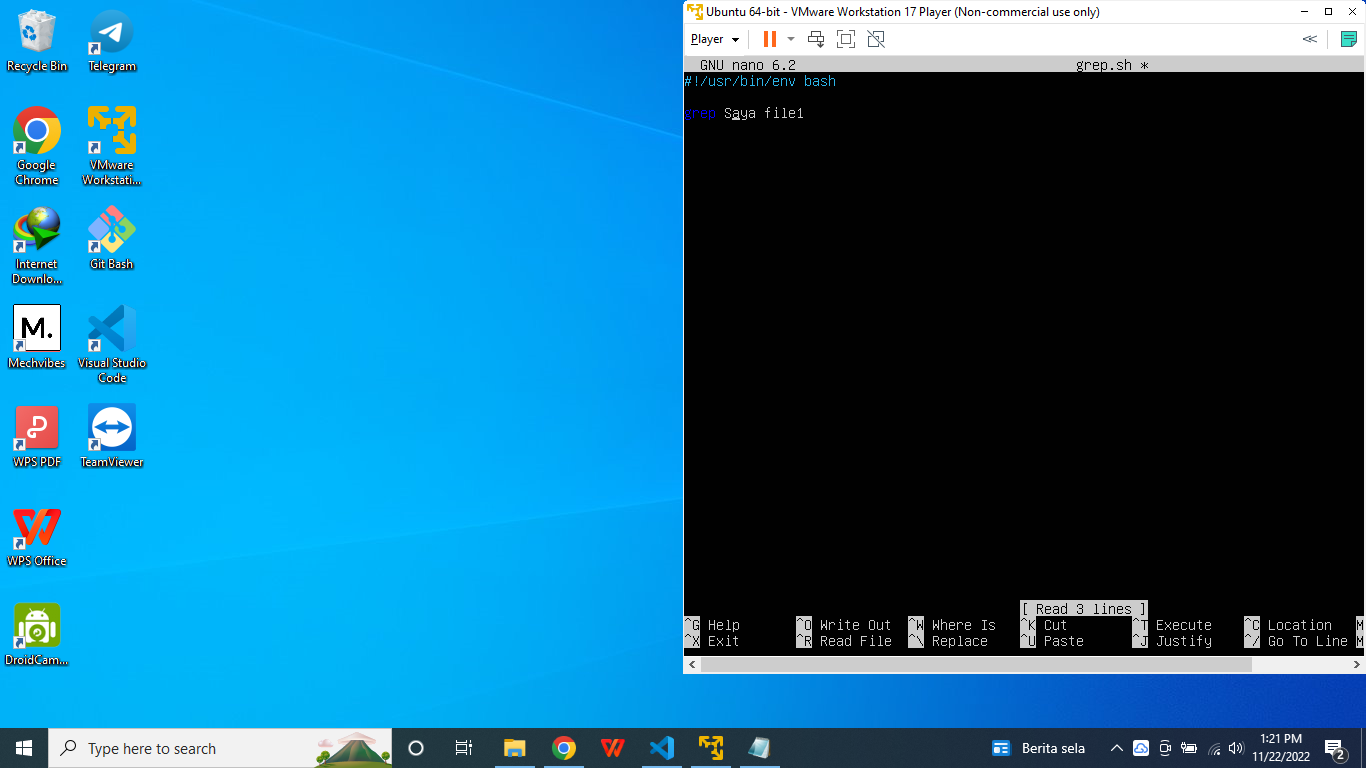 Recycle Bin
Telegram
Google
Chrome
VMware
Workstati...
Internet
Downlo...
Git Bash
M.
Mechvibes
Visual Studio
Code
WPS PDF
TeamViewer
WPS Office
DroidCam...
Ubuntu 64-bit - VMware Workstation 17 Player (Non-commercial use only)
Player
GNU nano 6.2 grep.sh *
#!/usr/bin/env bash
grep Saya file1
[ Read 3 lines ]
^G Help ^O Write Out ^W Where Is ^K Cut ^T Execute ^C Location M
^X Exit ^R Read File ^\ Replace ^U Paste ^J Justify ^/ Go To Line M
Type here to search
Berita sela
1:21 PM
11/22/2022
2